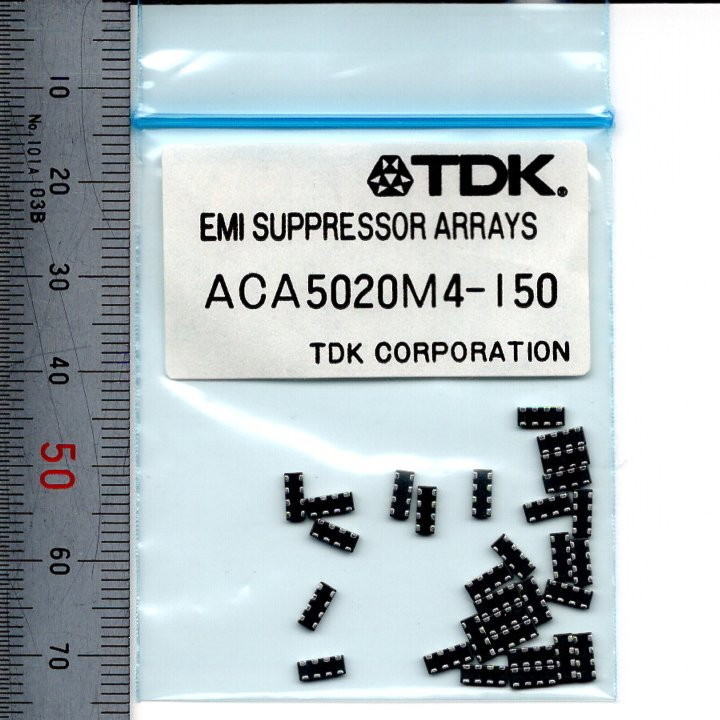 10
No. 101A 03B
20
30
40
50
60
70
TDK.
EMI SUPPRESSOR ARRAYS
ACA5020M4-150
TDK CORPORATION